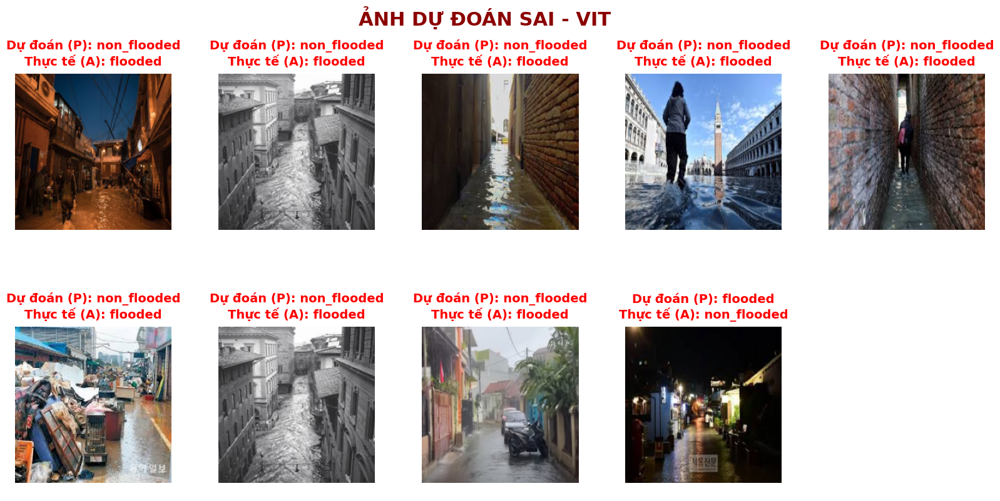 ẢNH DỰ ĐOÁN SAI - VIT
Dự đoán (P): non_flooded
Thực tế (A): flooded
Dự đoán (P): non_flooded
Thực tế (A): flooded
Dự đoán (P): non_flooded
Thực tế (A): flooded
Dự đoán (P): non_flooded
Thực tế (A): flooded
Dự đoán (P): non_flooded
Thực tế (A): flooded
Dự đoán (P): non_flooded
Thực tế (A): flooded
동아일보
Dự đoán (P): non_flooded
Thực tế (A): flooded
Dự đoán (P): non_flooded
Thực tế (A): flooded
Dự đoán (P): flooded
Thực tế (A): non_flooded
서울신문